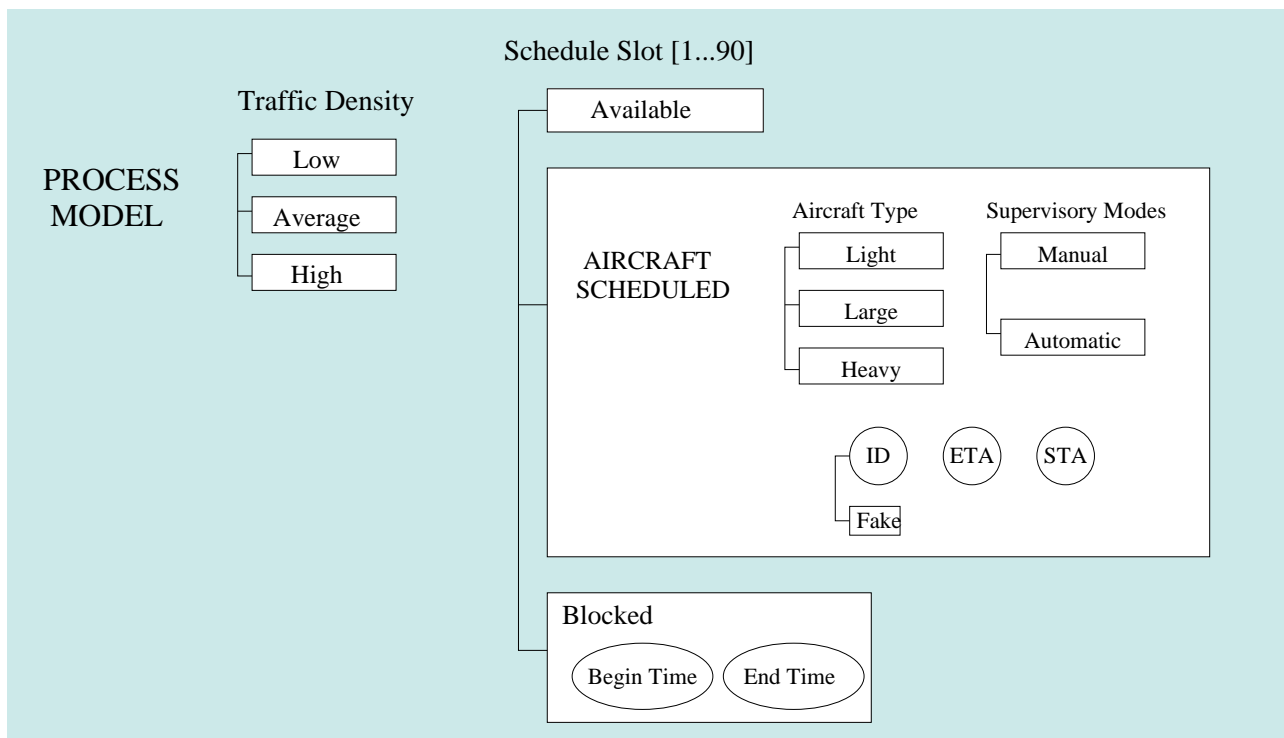 Schedule Slot [1...90]
Traffic Density
Available
Low
PROCESS
MODEL
Average
High
Aircraft Type
Supervisory Modes
Light
Manual
AIRCRAFT
SCHEDULED
Large
Automatic
Heavy
ID
ETA
STA
Fake
Blocked
Begin Time
End Time